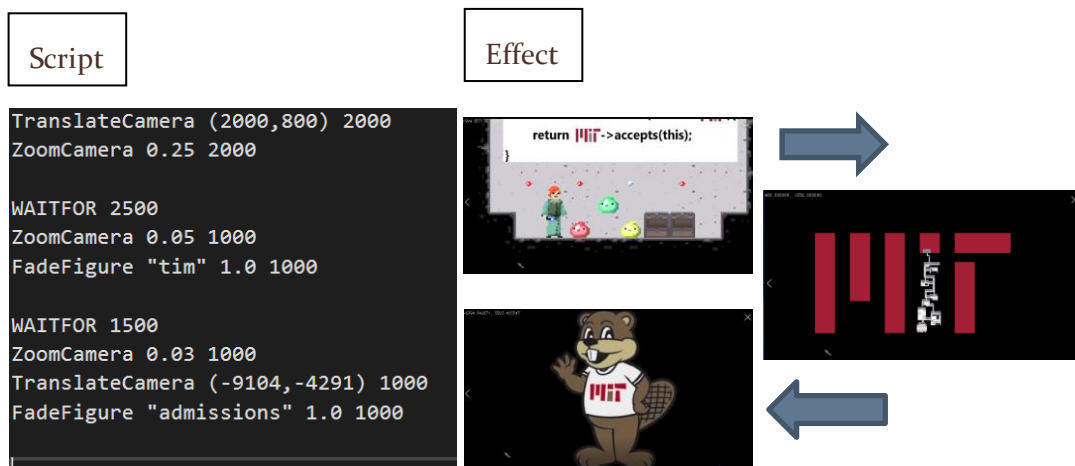 Script
Effect
TranslateCamera (2000,800) 2000
ZoomCamera 0.25 2000
WAITFOR 2500
ZoomCamera 0.05 1000
FadeFigure "tim" 1.0 1000
WAITFOR 1500
ZoomCamera 0.03 1000
TranslateCamera (-9104,-4291) 1000
FadeFigure "admissions" 1.0 1000
return MIT->accepts(this);
}
MIT
MIT